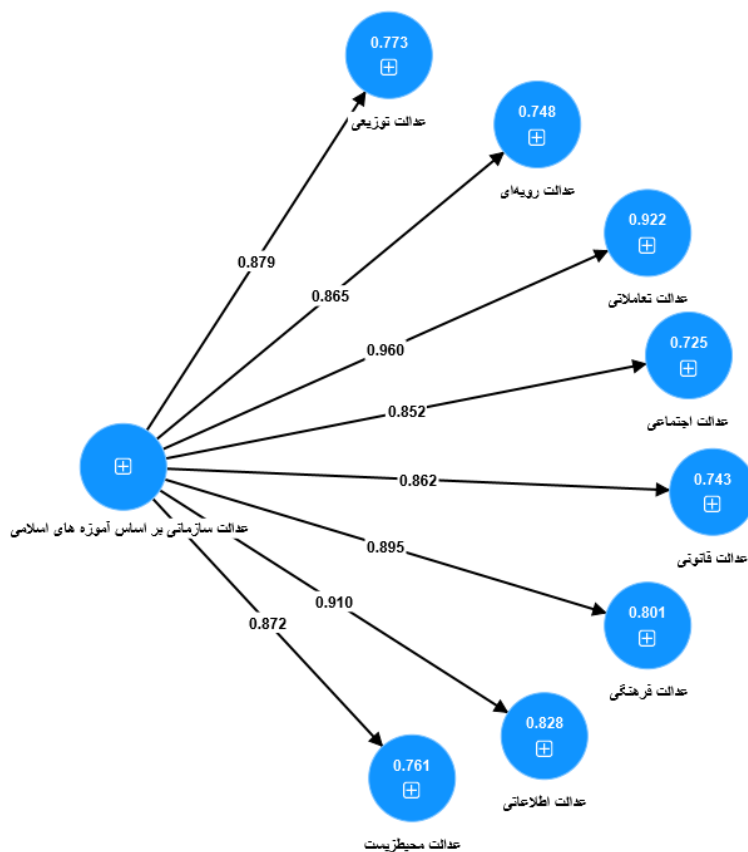 0.773
عدالت توزیعی
0.748
عدالت رویه‌ای
0.922
عدالت تعاملاتی
0.879
0.865
0.960
0.725
عدالت اجتماعی
0.852
0.862
0.743
عدالت قانونی
عدالت سازمانی بر اساس آموزه های اسلامی
0.895
0.801
عدالت فرهنگی
0.910
0.872
0.828
عدالت اطلاعاتی
0.761
عدالت محیطزیست